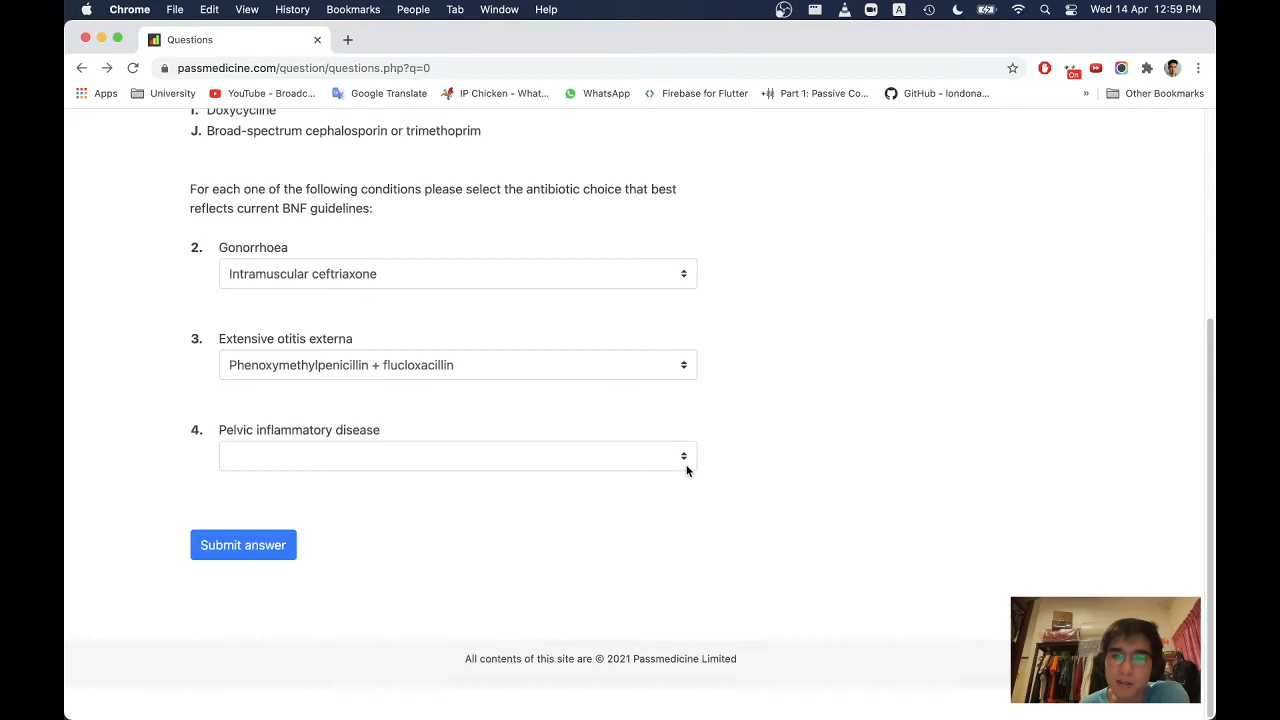 Chrome File Edit View History Bookmarks People Tab Window Help
A Wed 14 Apr 12:59 PM
Questions
passmedicine.com/question/questions.php?q=0
On
Apps University YouTube - Broadc... Google Translate IP Chicken - What... WhatsApp Firebase for Flutter Part 1: Passive Co... GitHub - londona... » Other Bookmarks
I. Doxycycline
J. Broad-spectrum cephalosporin or trimethoprim
For each one of the following conditions please select the antibiotic choice that best
reflects current BNF guidelines:
2. Gonorrhoea
Intramuscular ceftriaxone
3. Extensive otitis externa
Phenoxymethylpenicillin + flucloxacillin
4. Pelvic inflammatory disease
Submit answer
All contents of this site are © 2021 Passmedicine Limited